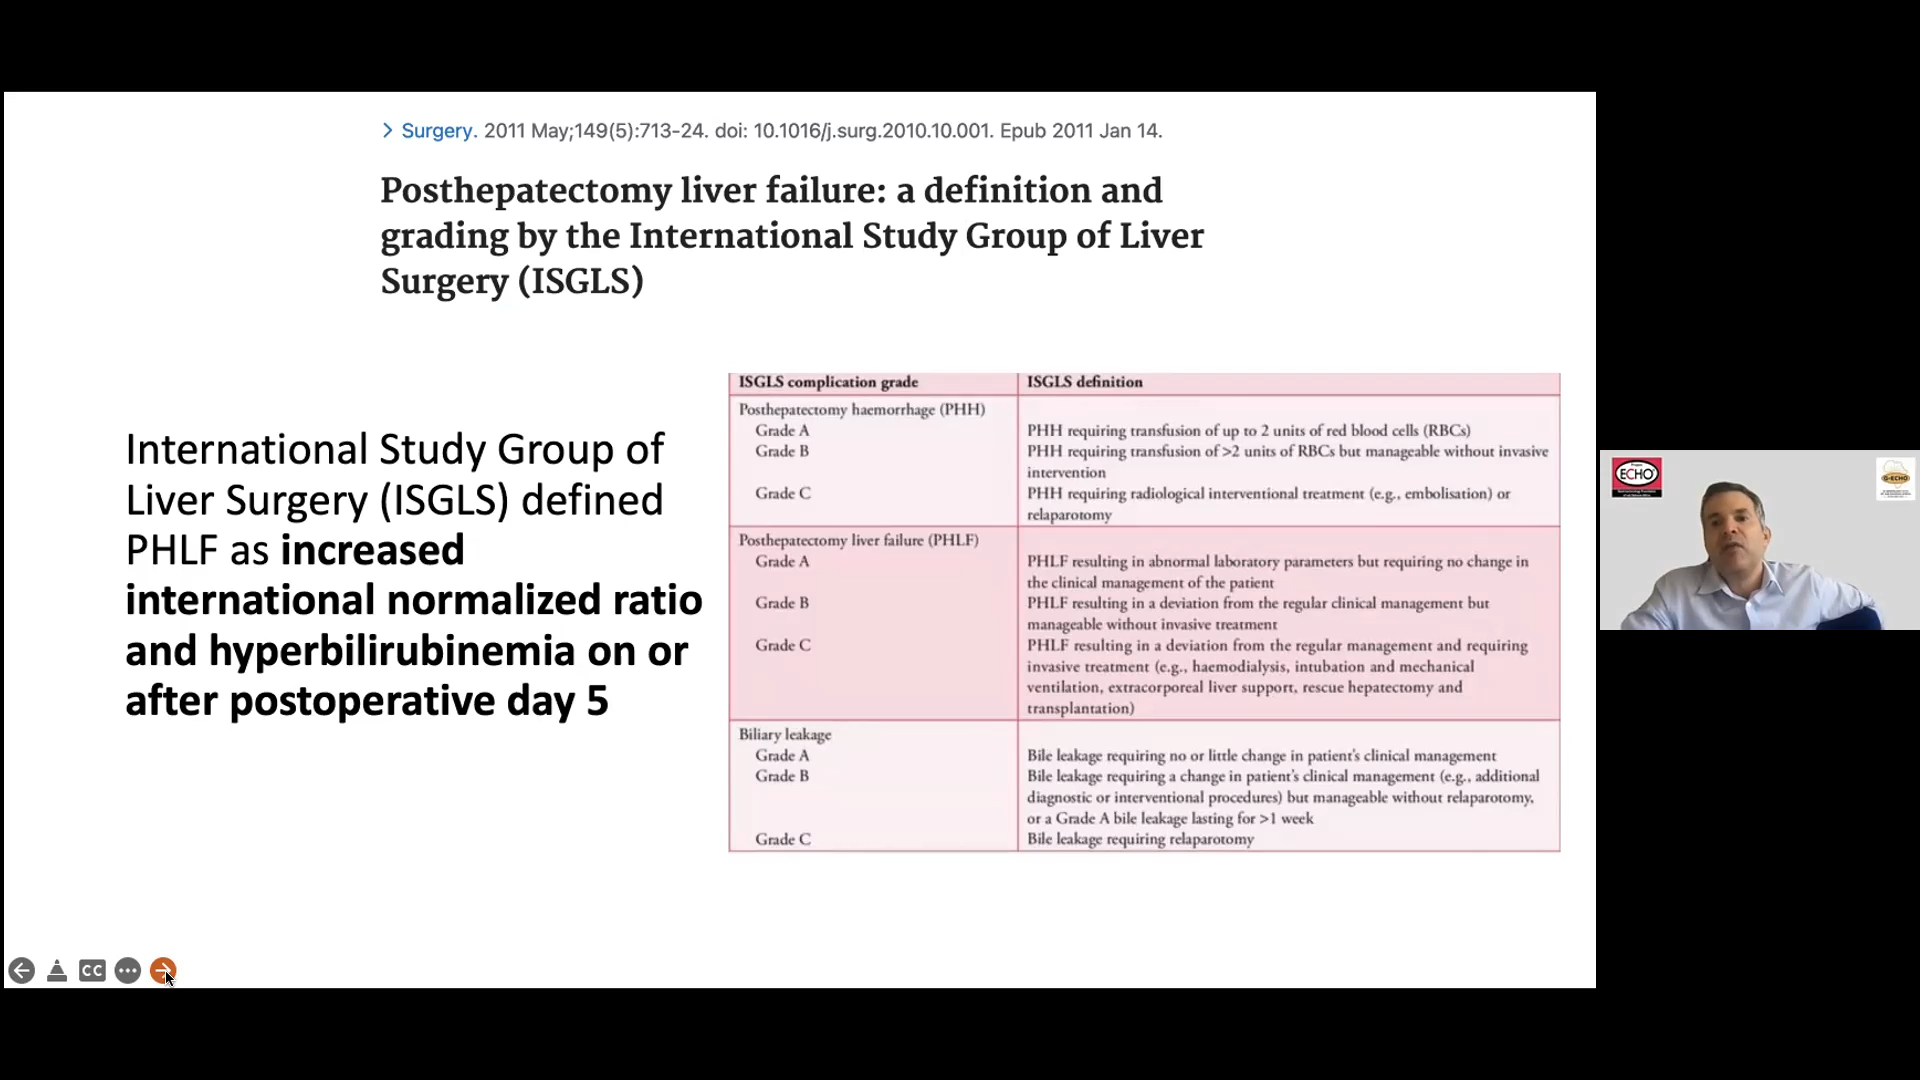 > Surgery. 2011 May;149(5):713-24. doi: 10.1016/j.surg.2010.10.001. Epub 2011 Jan 14.
Posthepatectomy liver failure: a definition and
grading by the International Study Group of Liver
Surgery (ISGLS)
International Study Group of
Liver Surgery (ISGLS) defined
PHLF as increased
international normalized ratio
and hyperbilirubinemia on or
after postoperative day 5
ISGLS complication grade ISGLS definition
Posthepatectomy haemorrhage (PHH)
Grade A PHH requiring transfusion of up to 2 units of red blood cells (RBCs)
Grade B PHH requiring transfusion of >2 units of RBCs but manageable without invasive
intervention
Grade C PHH requiring radiological interventional treatment (e.g., embolisation) or
relaparotomy
Posthepatectomy liver failure (PHLF)
Grade A PHLF resulting in abnormal laboratory parameters but requiring no change in
the clinical management of the patient
Grade B PHLF resulting in a deviation from the regular clinical management but
manageable without invasive treatment
Grade C PHLF resulting in a deviation from the regular management and requiring
invasive treatment (e.g., haemodialysis, intubation and mechanical
ventilation, extracorporeal liver support, rescue hepatectomy and
transplantation)
Biliary leakage
Grade A Bile leakage requiring no or little change in patient's clinical management
Grade B Bile leakage requiring a change in patient's clinical management (e.g., additional
diagnostic or interventional procedures) but manageable without relaparotomy,
or a Grade A bile leakage lasting for >1 week
Grade C Bile leakage requiring relaparotomy
CC
ECHO
G-ECHO